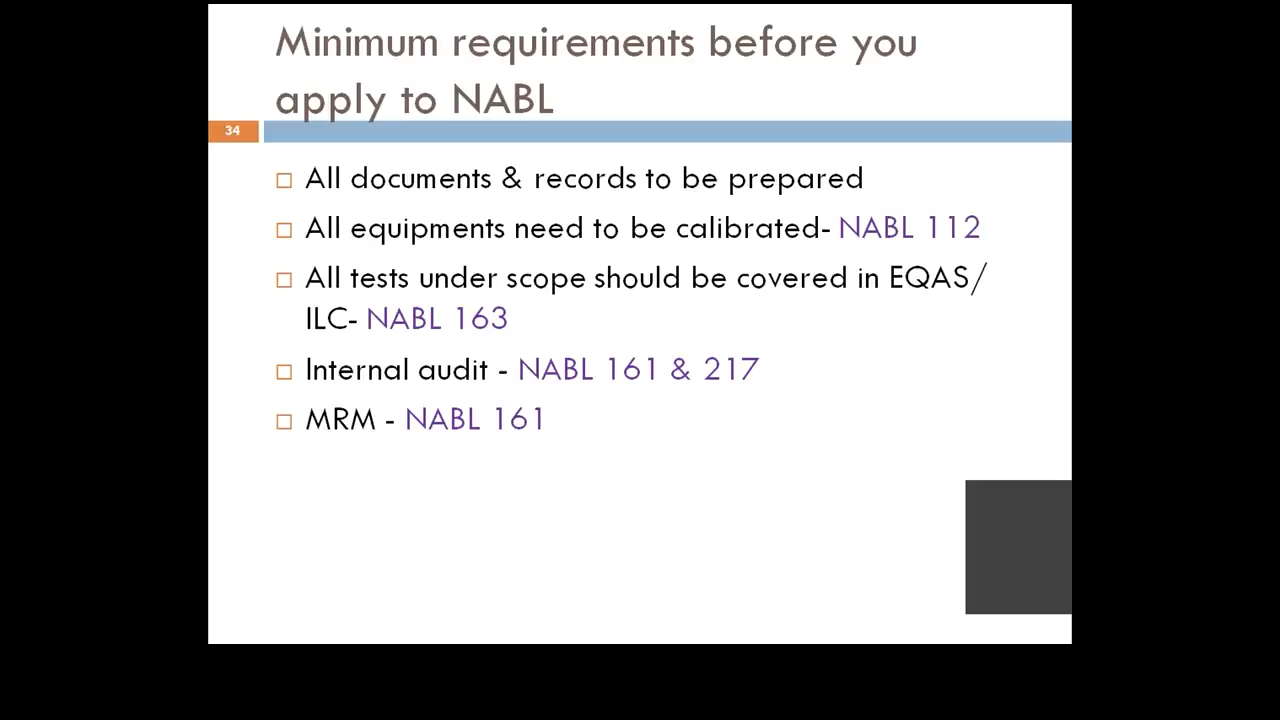 Minimum requirements before you
apply to NABL
34
All documents & records to be prepared
All equipments need to be calibrated- NABL 112
All tests under scope should be covered in EQAS/
ILC- NABL 163
Internal audit - NABL 161 & 217
MRM - NABL 161